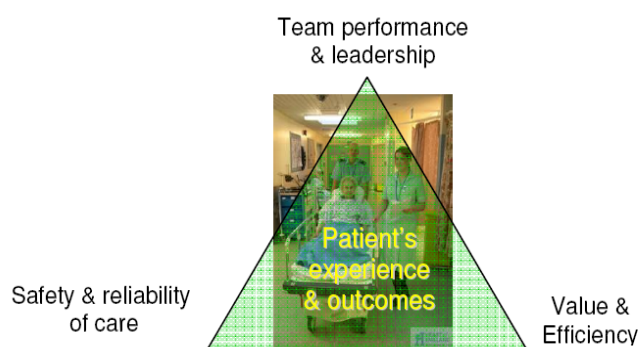 Team performance
& leadership
Patient's
experience
& outcomes
Safety & reliability
of care
Value &
Efficiency